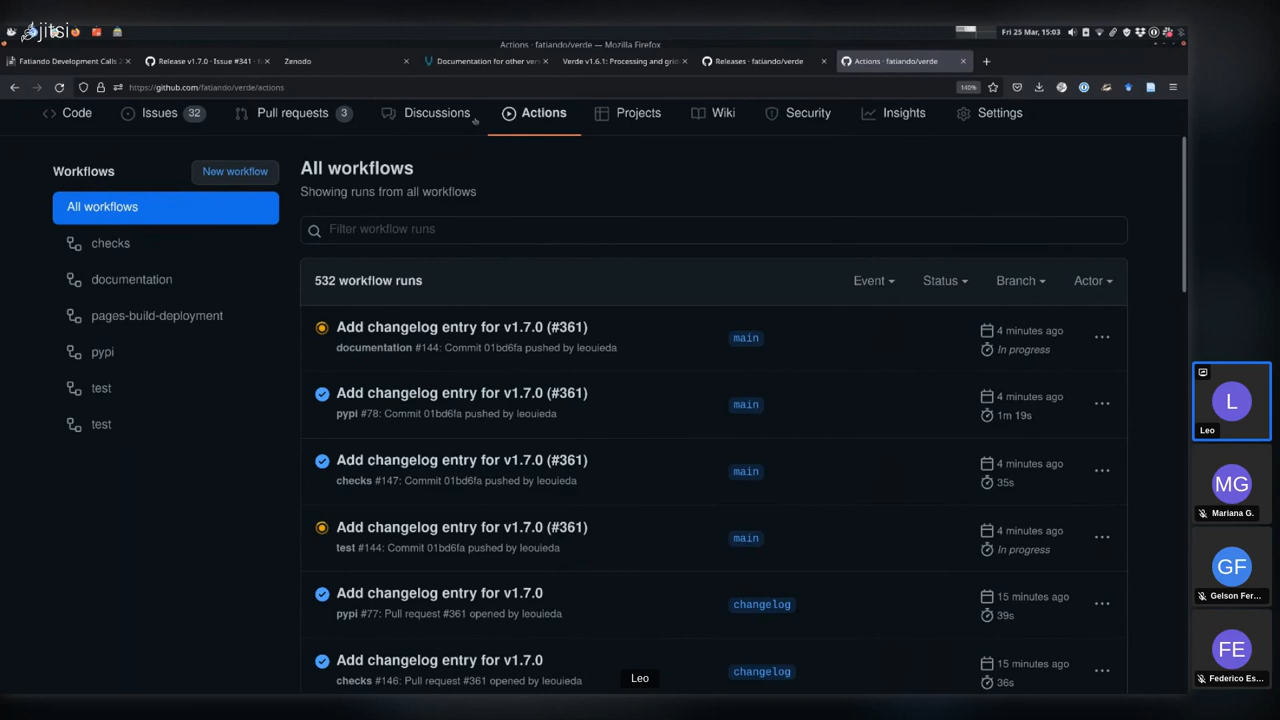 jitsi
Actions · fatiando/verde — Mozilla Firefox
Fri 25 Mar, 15:03
Fatiando Development Calls 2
Release v1.7.0 · Issue #341 · f
Zenodo
Documentation for other ver
Verde v1.6.1: Processing and grid
Releases · fatiando/verde
Actions · fatiando/verde
https://github.com/fatiando/verde/actions
140%
Code
Issues 32
Pull requests 3
Discussions
Actions
Projects
Wiki
Security
Insights
Settings
Workflows
New workflow
All workflows
checks
documentation
pages-build-deployment
pypi
test
test
All workflows
Showing runs from all workflows
Filter workflow runs
532 workflow runs
Event
Status
Branch
Actor
Add changelog entry for v1.7.0 (#361)
documentation #144: Commit 01bd6fa pushed by leouieda
main
4 minutes ago
In progress
Add changelog entry for v1.7.0 (#361)
pypi #78: Commit 01bd6fa pushed by leouieda
main
4 minutes ago
1m 19s
Add changelog entry for v1.7.0 (#361)
checks #147: Commit 01bd6fa pushed by leouieda
main
4 minutes ago
35s
Add changelog entry for v1.7.0 (#361)
test #144: Commit 01bd6fa pushed by leouieda
main
4 minutes ago
In progress
Add changelog entry for v1.7.0
pypi #77: Pull request #361 opened by leouieda
changelog
15 minutes ago
39s
Add changelog entry for v1.7.0
checks #146: Pull request #361 opened by leouieda
changelog
15 minutes ago
36s
Leo
L
Leo
MG
Mariana G.
GF
Gelson Fer...
FE
Federico Es...